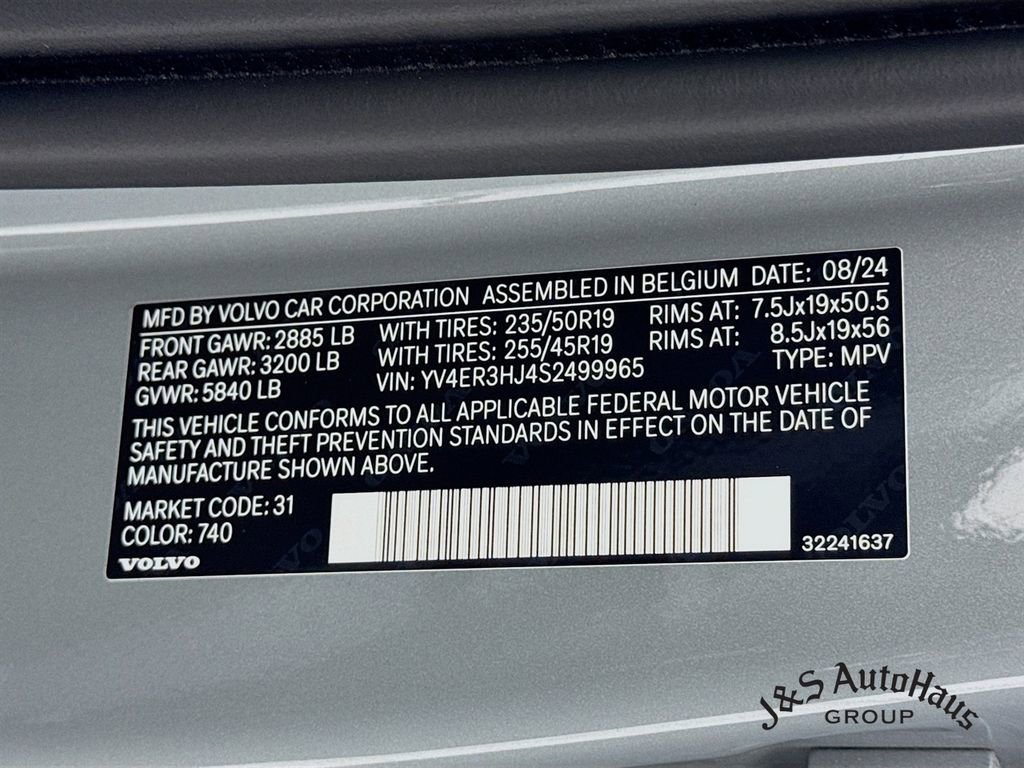 MFD BY VOLVO CAR CORPORATION ASSEMBLED IN BELGIUM DATE: 08/24
FRONT GAWR: 2885 LB WITH TIRES: 235/50R19 RIMS AT: 7.5Jx19x50.5
REAR GAWR: 3200 LB WITH TIRES: 255/45R19 RIMS AT: 8.5Jx19x56
GVWR: 5840 LB VIN: YV4ER3HJ4S2499965 TYPE: MPV
THIS VEHICLE CONFORMS TO ALL APPLICABLE FEDERAL MOTOR VEHICLE
SAFETY AND THEFT PREVENTION STANDARDS IN EFFECT ON THE DATE OF
MANUFACTURE SHOWN ABOVE.
MARKET CODE: 31
COLOR: 740
VOLVO
32241637
J&S AutoHaus
GROUP